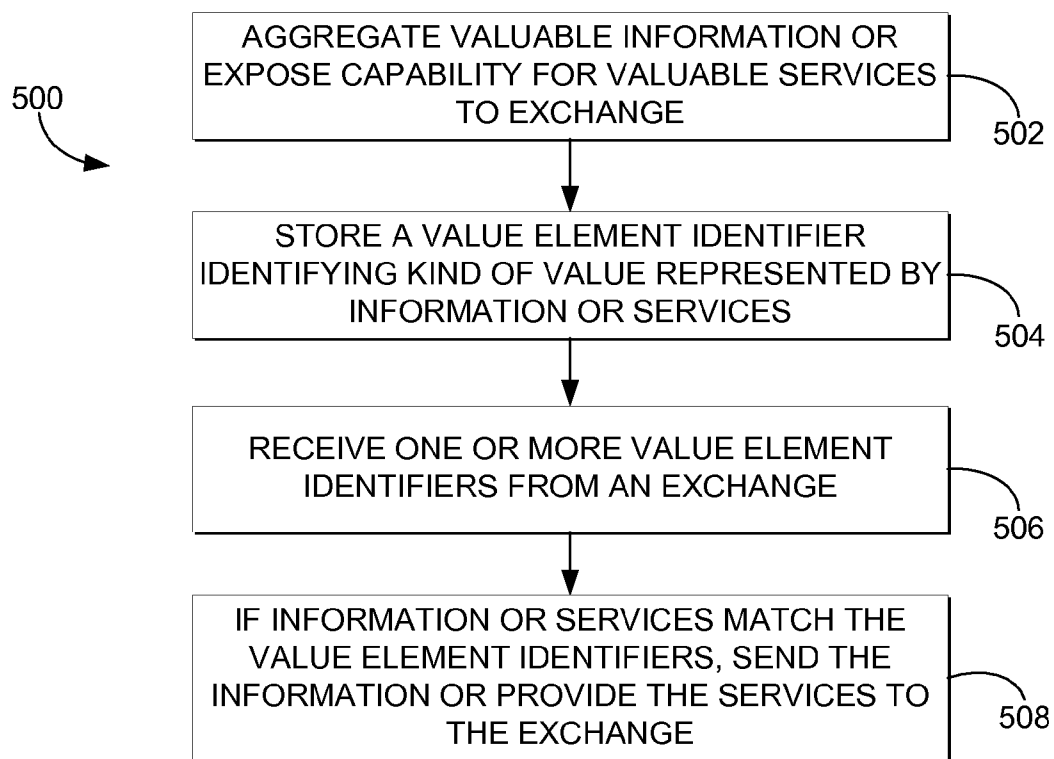 AGGREGATE VALUABLE INFORMATION OR
EXPOSE CAPABILITY FOR VALUABLE SERVICES
TO EXCHANGE
500
502
STORE A VALUE ELEMENT IDENTIFIER
IDENTIFYING KIND OF VALUE REPRESENTED BY
INFORMATION OR SERVICES
504
RECEIVE ONE OR MORE VALUE ELEMENT
IDENTIFIERS FROM AN EXCHANGE
506
IF INFORMATION OR SERVICES MATCH THE
VALUE ELEMENT IDENTIFIERS, SEND THE
INFORMATION OR PROVIDE THE SERVICES TO
THE EXCHANGE
508